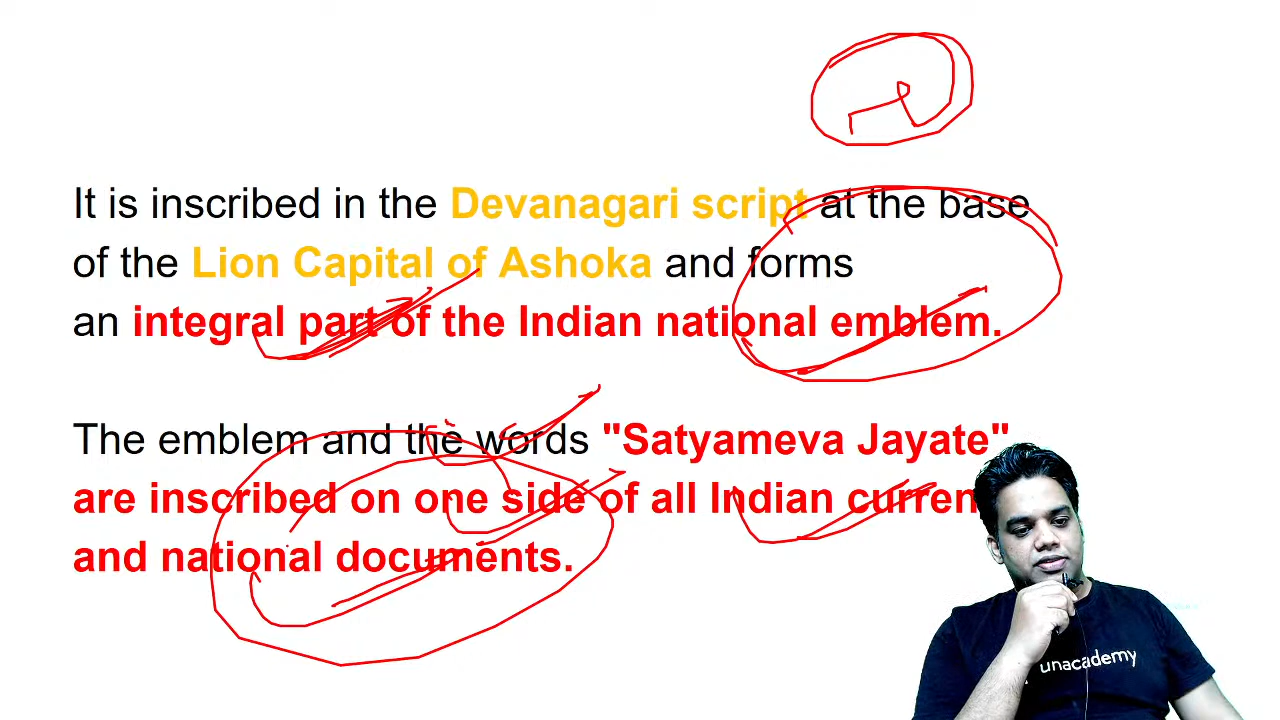 It is inscribed in the Devanagari script at the base
of the Lion Capital of Ashoka and forms
an integral part of the Indian national emblem.
The emblem and the words "Satyameva Jayate"
are inscribed on one side of all Indian curren
and national documents.
unacademy